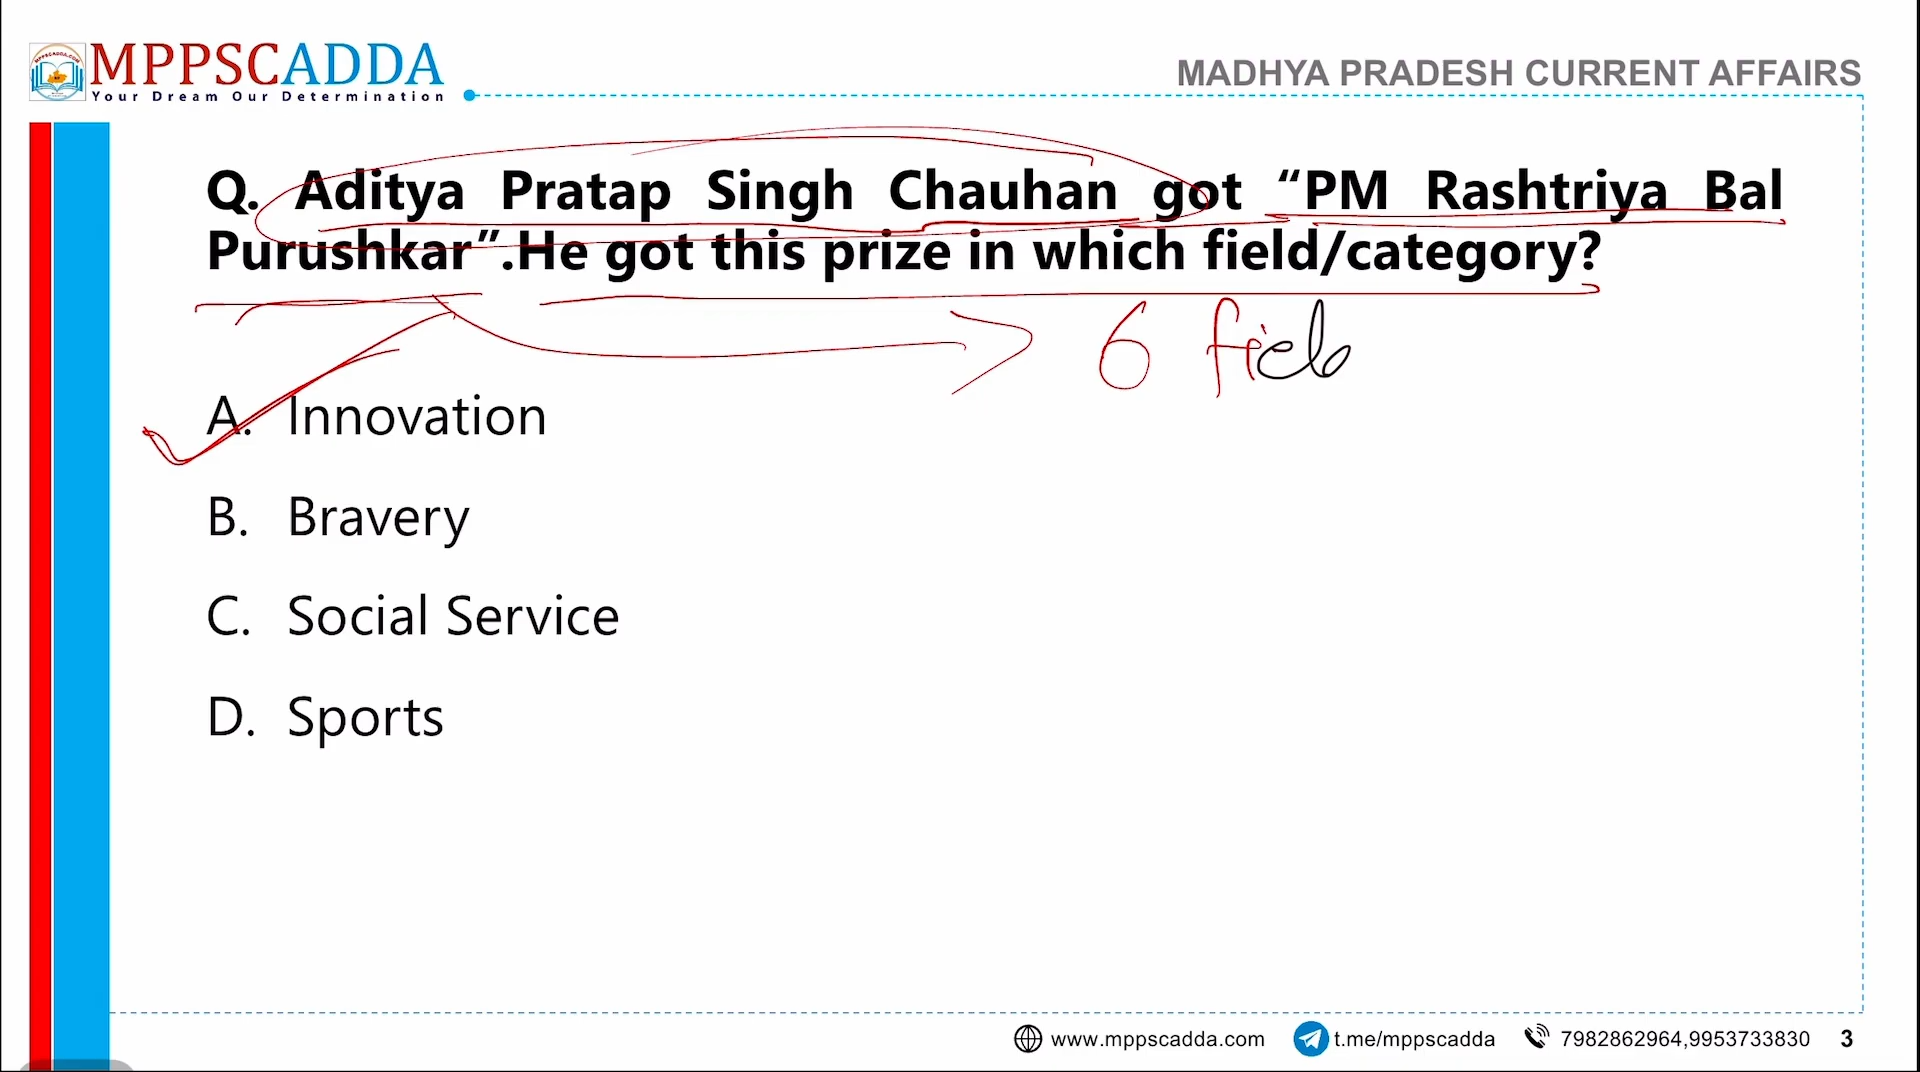 MPPSCADDA
Your Dream Our Determination
MADHYA PRADESH CURRENT AFFAIRS
Q. Aditya Pratap Singh Chauhan got “PM Rashtriya Bal
Purushkar”.He got this prize in which field/category?
6 field
A. Innovation
B. Bravery
C. Social Service
D. Sports
www.mppscadda.com t.me/mppscadda 7982862964,9953733830 3